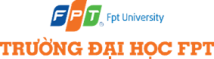 FPT Fpt University
TRƯỜNG ĐẠI HỌC FPT